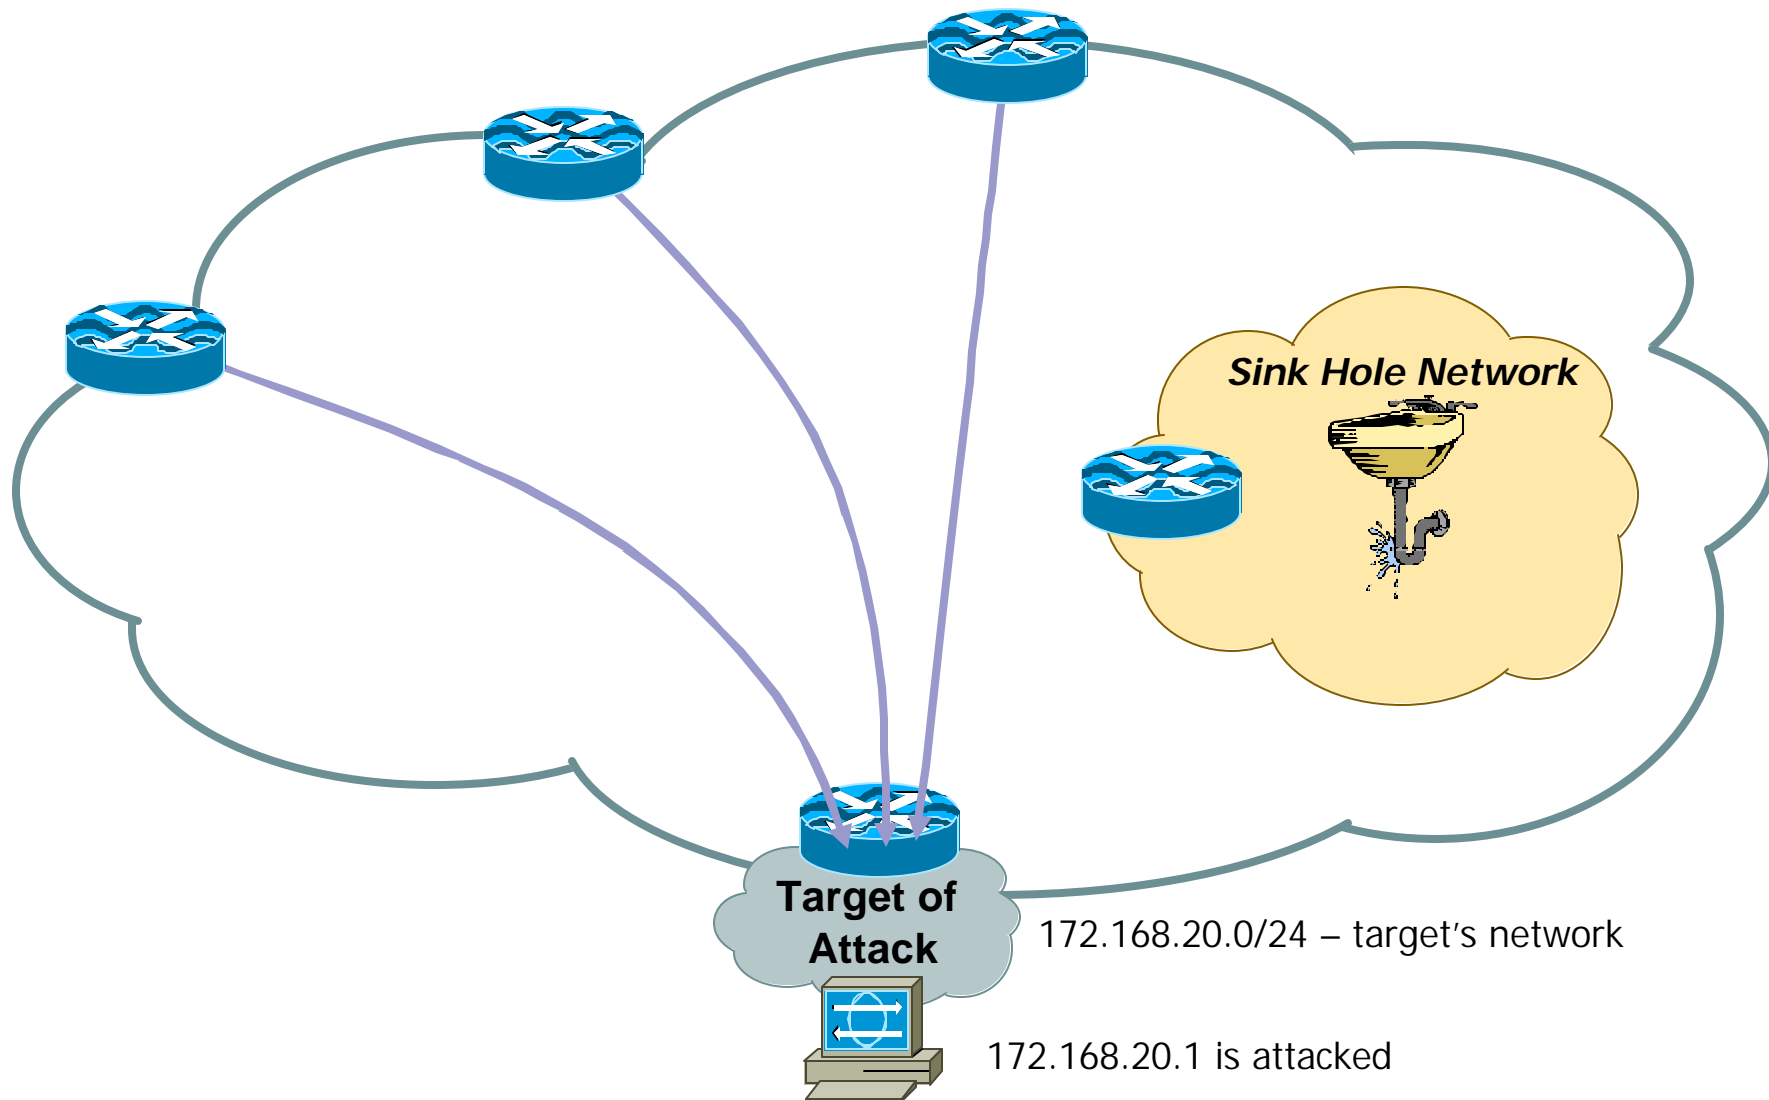 Sink Hole Network
Target of
Attack
172.168.20.0/24 – target's network
172.168.20.1 is attacked